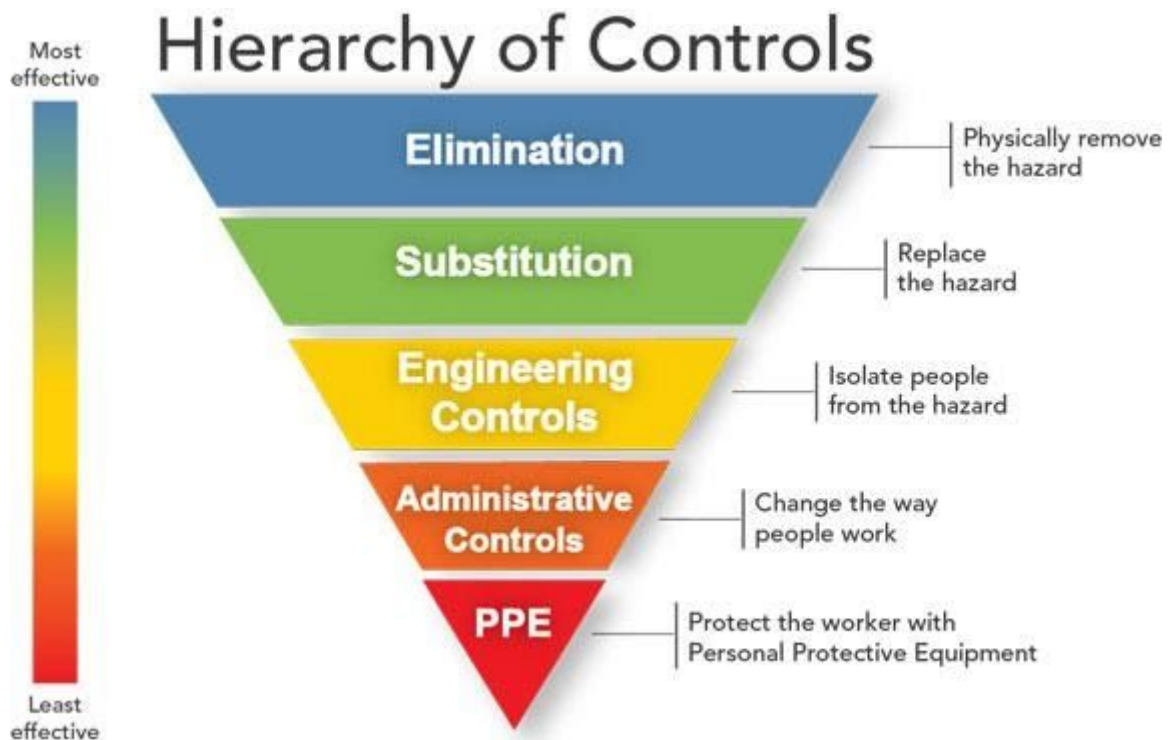 Hierarchy of Controls
Most
effective
Elimination
Physically remove
the hazard
Substitution
Replace
the hazard
Engineering
Controls
Isolate people
from the hazard
Administrative
Controls
Change the way
people work
PPE
Protect the worker with
Personal Protective Equipment
Least
effective